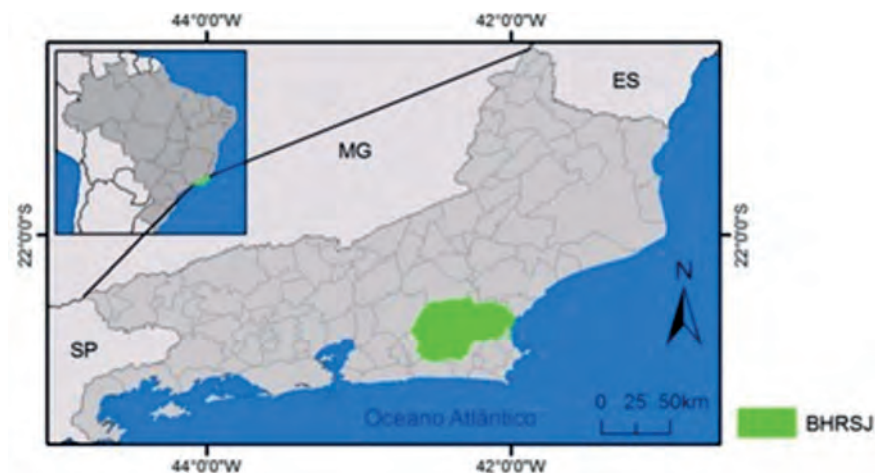 44°0'0"W
42°0'0"W
ES
MG
22°0'0"S
22°0'0"S
N
SP
0 25 50km
Oceano Atlântico
BHRSJ
44°0'0"W
42°0'0"W